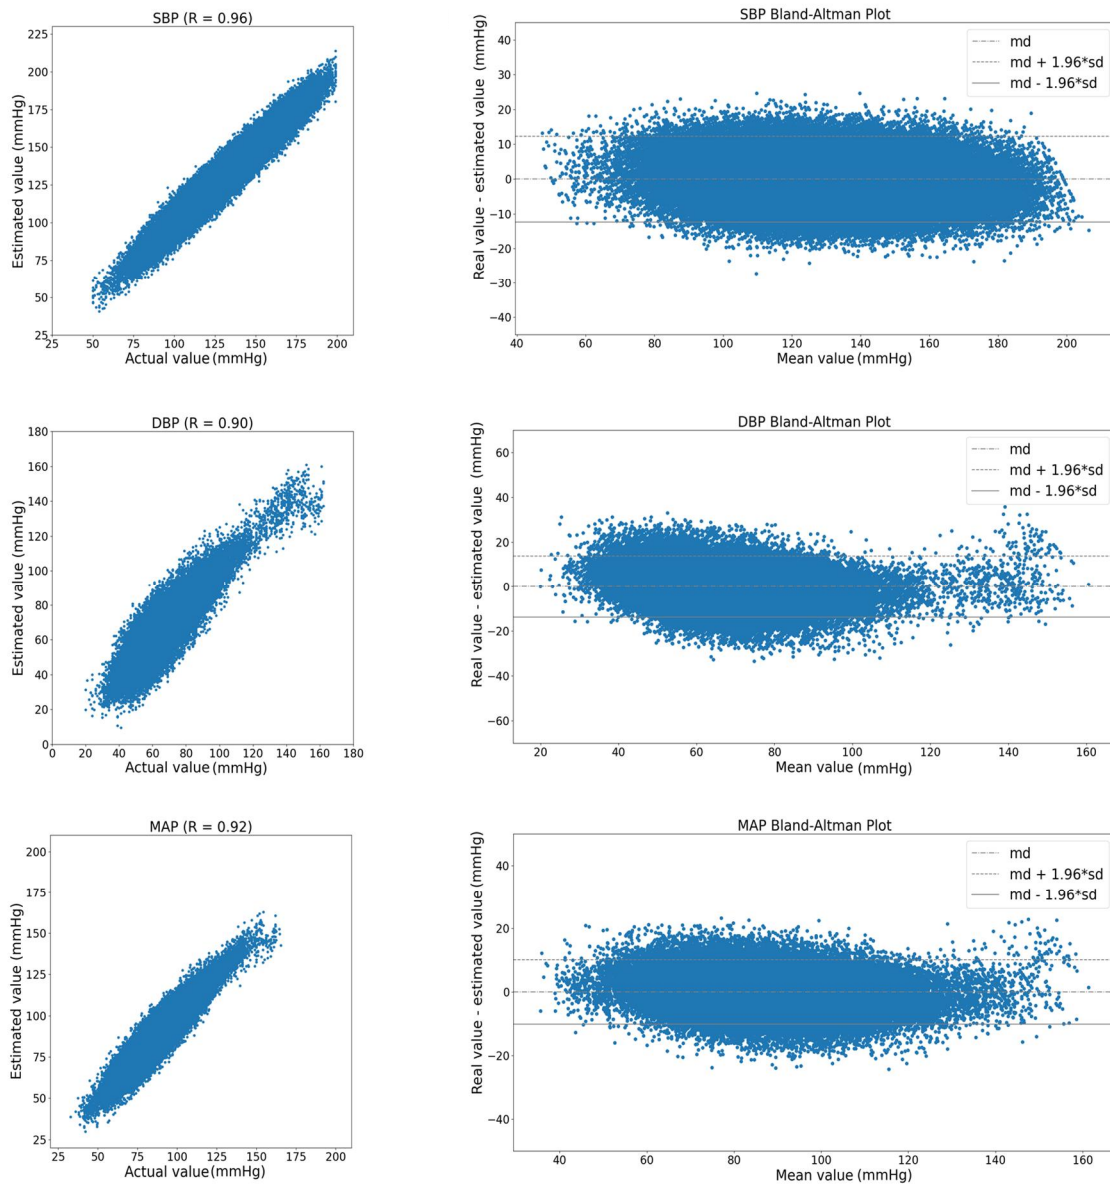 SBP (R = 0.96)
Estimated value (mmHg)
225
200
175
150
125
100
75
50
25
25 50 75 100 125 150 175 200
Actual value (mmHg)
SBP Bland-Altman Plot
Real value - estimated value (mmHg)
md
md + 1.96*sd
md - 1.96*sd
40
30
20
10
0
−10
−20
−30
−40
40 60 80 100 120 140 160 180 200
Mean value (mmHg)
DBP (R = 0.90)
Estimated value (mmHg)
180
160
140
120
100
80
60
40
20
0
0 20 40 60 80 100 120 140 160 180
Actual value (mmHg)
DBP Bland-Altman Plot
Real value - estimated value (mmHg)
md
md + 1.96*sd
md - 1.96*sd
60
40
20
0
−20
−40
−60
20 40 60 80 100 120 140 160
Mean value (mmHg)
MAP (R = 0.92)
Estimated value (mmHg)
200
175
150
125
100
75
50
25
25 50 75 100 125 150 175 200
Actual value (mmHg)
MAP Bland-Altman Plot
Real value - estimated value (mmHg)
md
md + 1.96*sd
md - 1.96*sd
40
20
0
−20
−40
40 60 80 100 120 140 160
Mean value (mmHg)